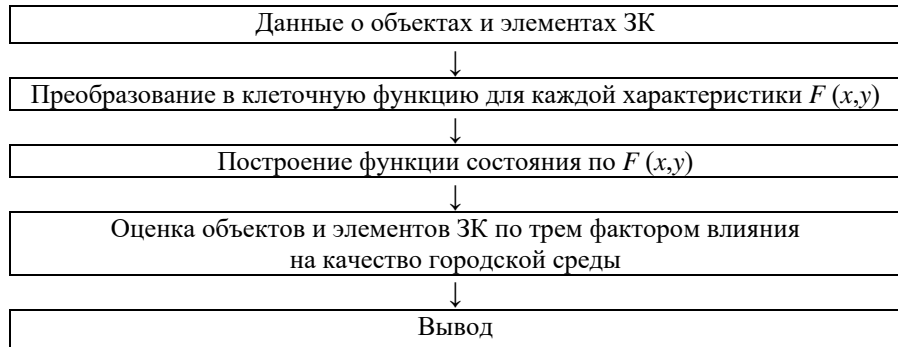 Данные о объектах и элементах ЗК
↓
Преобразование в клеточную функцию для каждой характеристики F (x,y)
↓
Построение функции состояния по F (x,y)
↓
Оценка объектов и элементов ЗК по трем фактором влияния
на качество городской среды
↓
Вывод